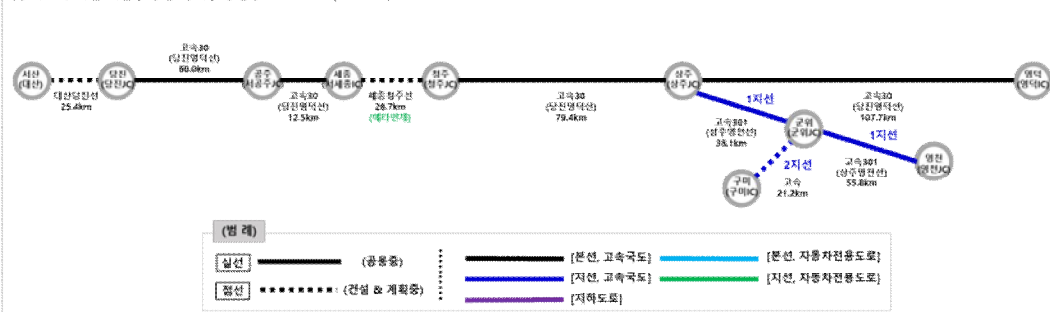 고속30
(당진영덕선)
60.0km
서산
(대산)
당진
(당진JC)
공주
(서공주JC)
세종
(서세종IC)
청주
(청주JC)
상주
(상주JC)
영덕
(영덕IC)
대산당진선
25.4km
고속30
(당진영덕선)
12.5km
세종청주선
(예타면제)
고속30
(당진영덕선)
79.4km
1지선
고속301
(상주영천선)
38.1km
군위
(군위JC)
고속30
(당진영덕선)
107.7km
1지선
2지선
구미
(구미IC)
고속
21.2km
고속301
(상주영천선)
55.8km
영천
(영천JC)
(범 례)
실선 (공용중)
점선 (건설 & 계획중)
[본선, 고속국도]
[본선, 자동차전용도로]
[지선, 고속국도]
[지선, 자동차전용도로]
[지하도로]